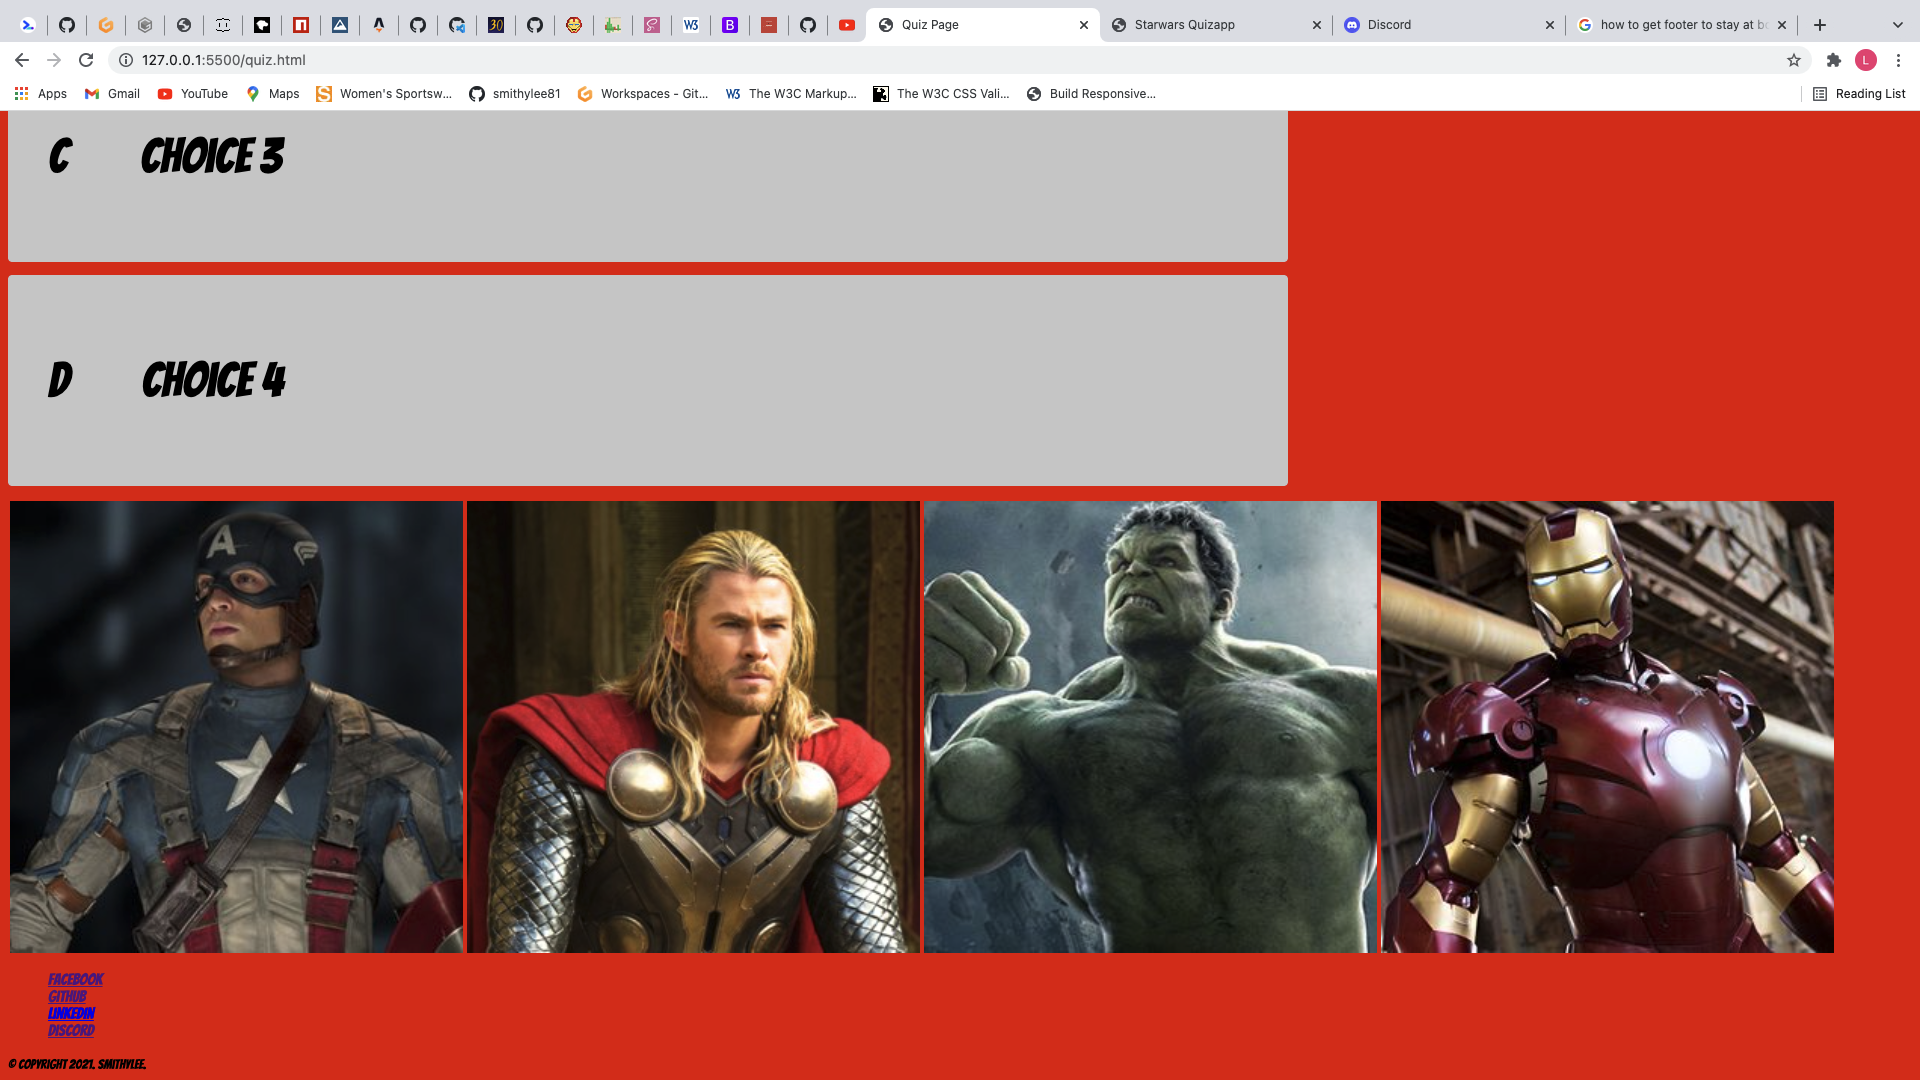 Quiz Page
Starwars Quizapp
Discord
how to get footer to stay at b
127.0.0.1:5500/quiz.html
L
Apps
Gmail
YouTube
Maps
Women's Sportsw...
smithylee81
Workspaces - Git...
W3
The W3C Markup...
The W3C CSS Vali...
Build Responsive...
Reading List
C CHOICE 3
D CHOICE 4
A
FACEBOOK
GITHUB
LINKEDIN
DISCORD
© COPYRIGHT 2021. SMITHYLEE.